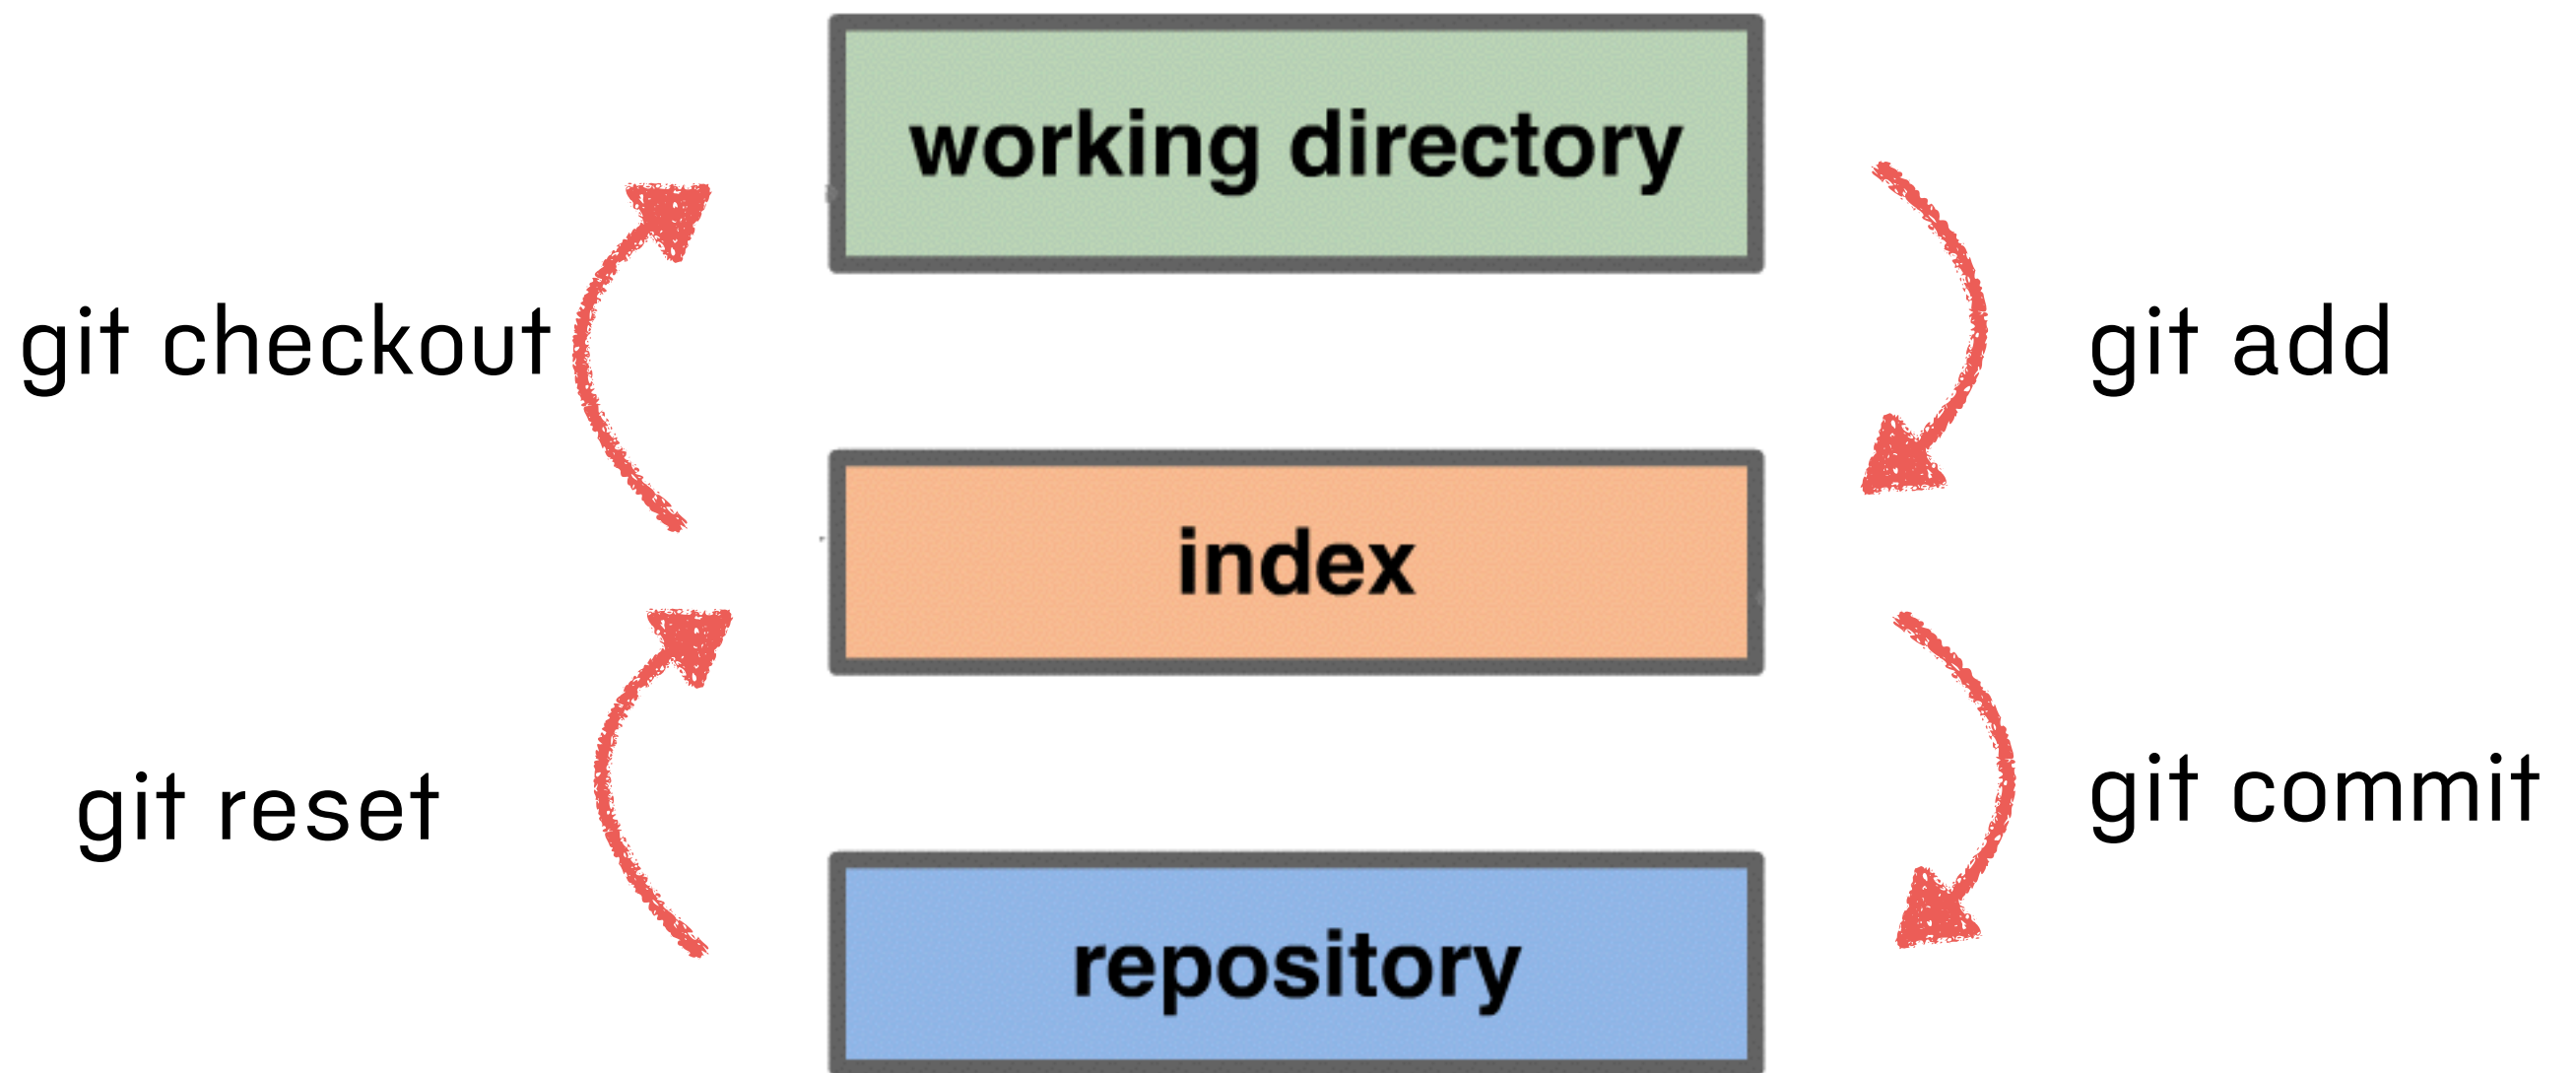 working directory
git checkout
git add
index
git reset
git commit
repository